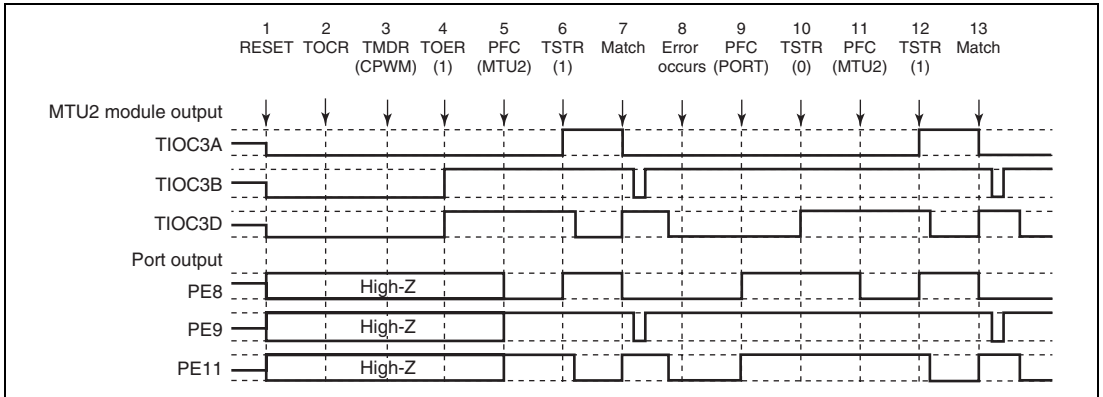 1 2 3 4 5 6 7 8 9 10 11 12 13
RESET TOCR TMDR TOER PFC TSTR Match Error PFC TSTR PFC TSTR Match
(CPWM) (1) (MTU2) (1) occurs (PORT) (0) (MTU2) (1)
MTU2 module output
TIOC3A
TIOC3B
TIOC3D
Port output
PE8 High-Z
PE9 High-Z
PE11 High-Z